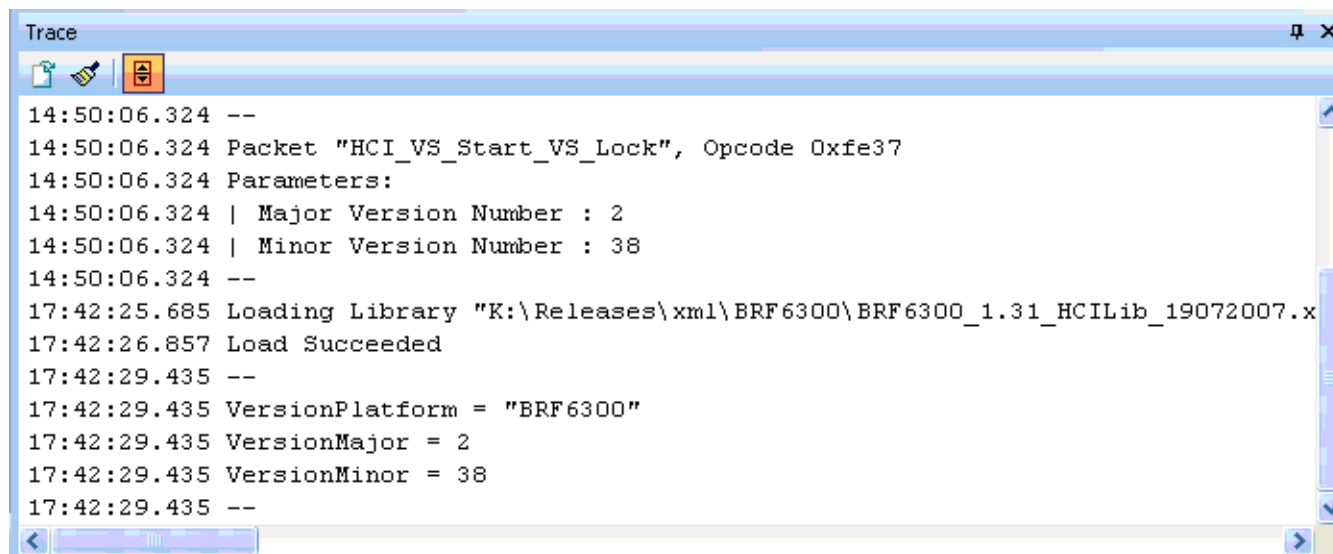 Trace
14:50:06.324 --
14:50:06.324 Packet "HCI_VS_Start_VS_Lock", Opcode 0xfe37
14:50:06.324 Parameters:
14:50:06.324 | Major Version Number : 2
14:50:06.324 | Minor Version Number : 38
14:50:06.324 --
17:42:25.685 Loading Library "K:\Releases\xml\BRF6300\BRF6300_1.31_HCILib_19072007.x
17:42:26.857 Load Succeeded
17:42:29.435 --
17:42:29.435 VersionPlatform = "BRF6300"
17:42:29.435 VersionMajor = 2
17:42:29.435 VersionMinor = 38
17:42:29.435 --